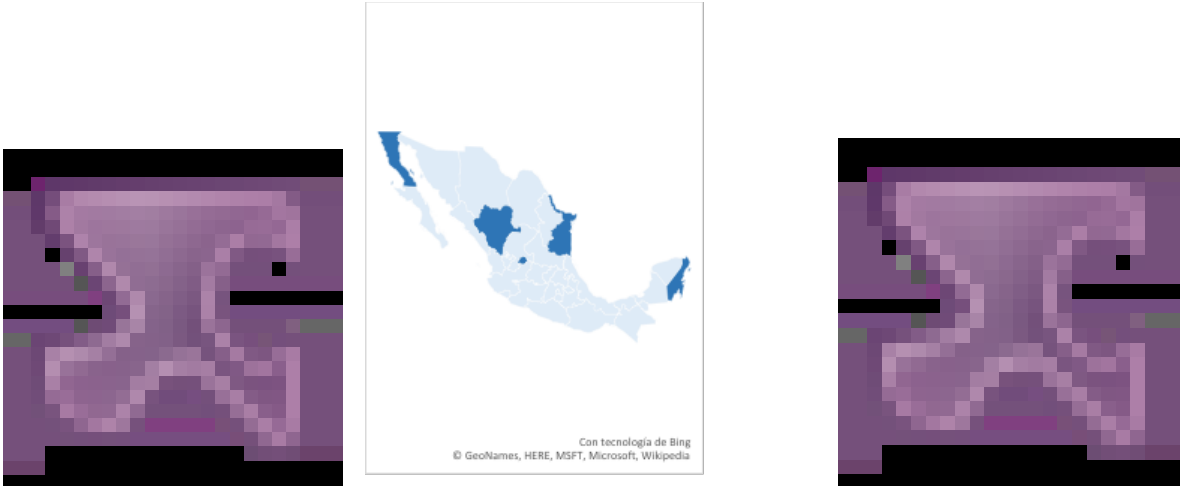 Con tecnología de Bing
© GeoNames, HERE, MSFT, Microsoft, Wikipedia